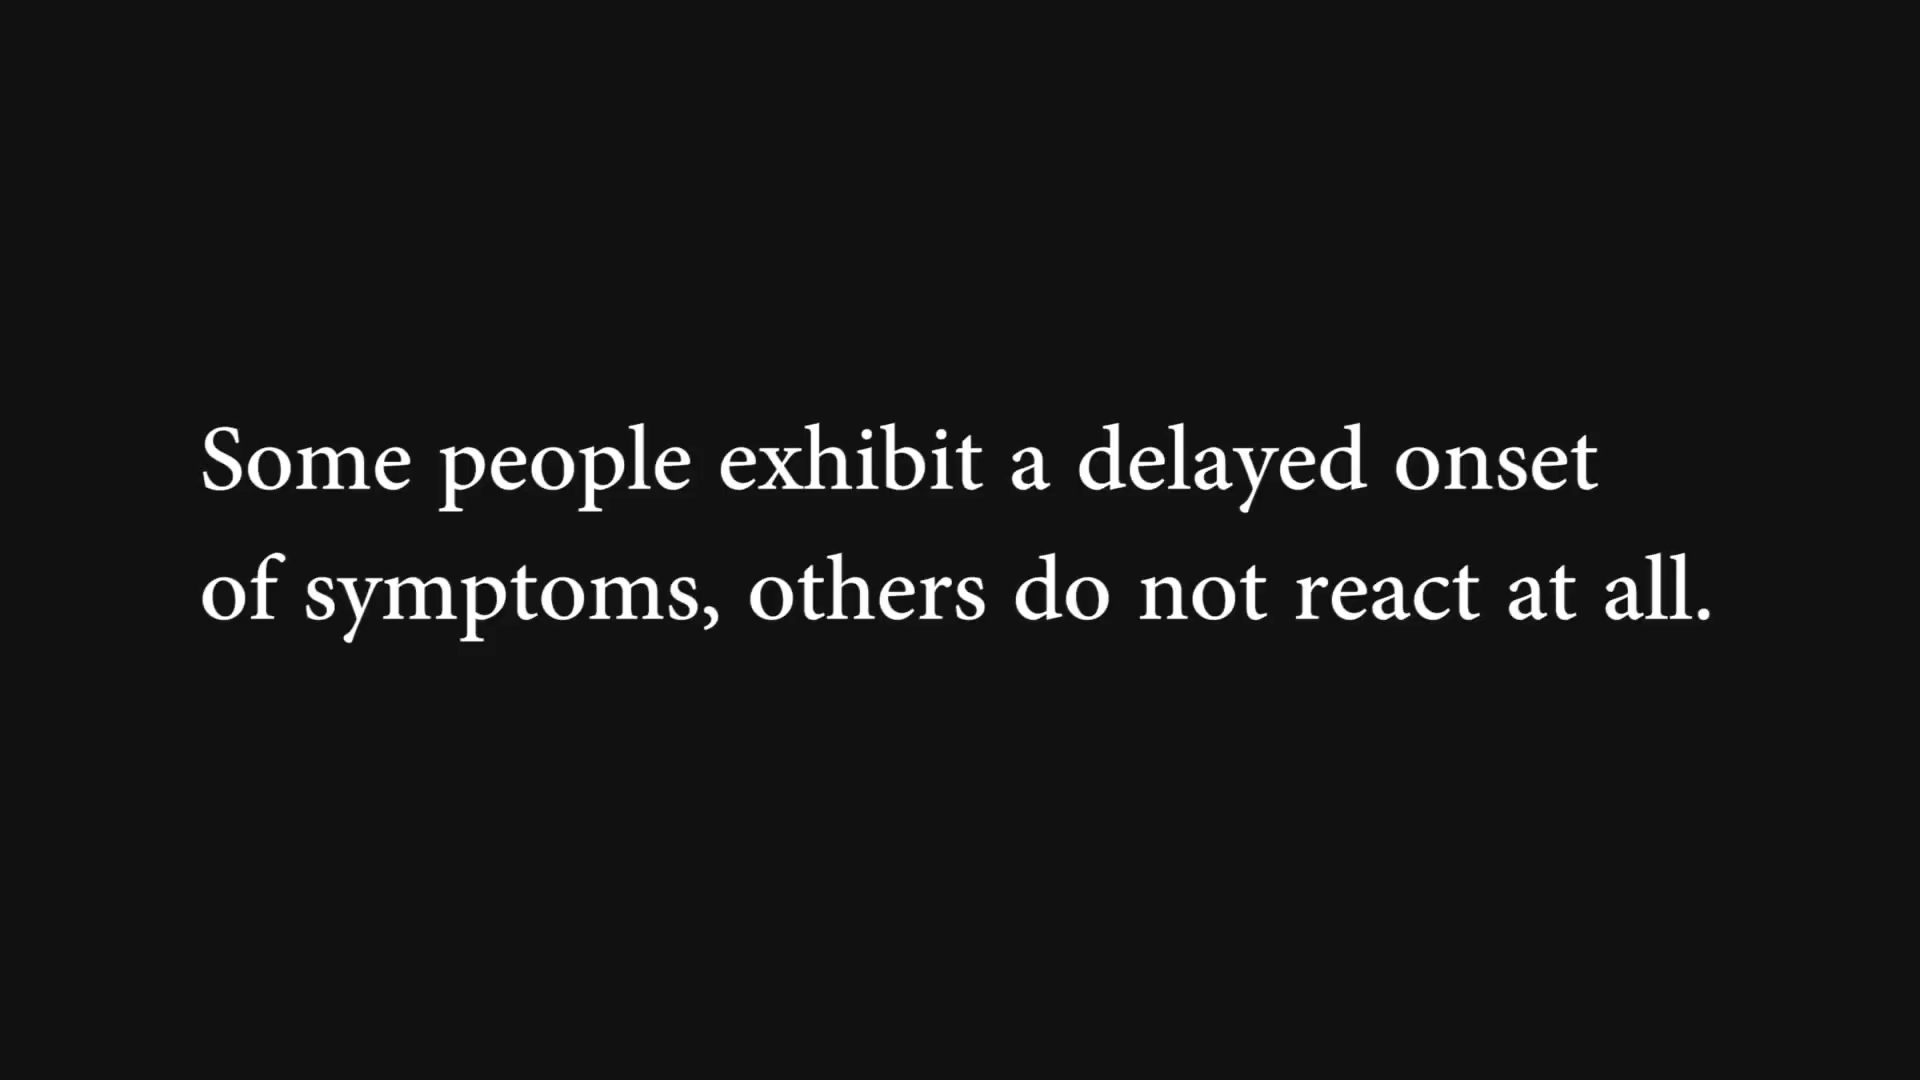 Some people exhibit a delayed onset
of symptoms, others do not react at all.